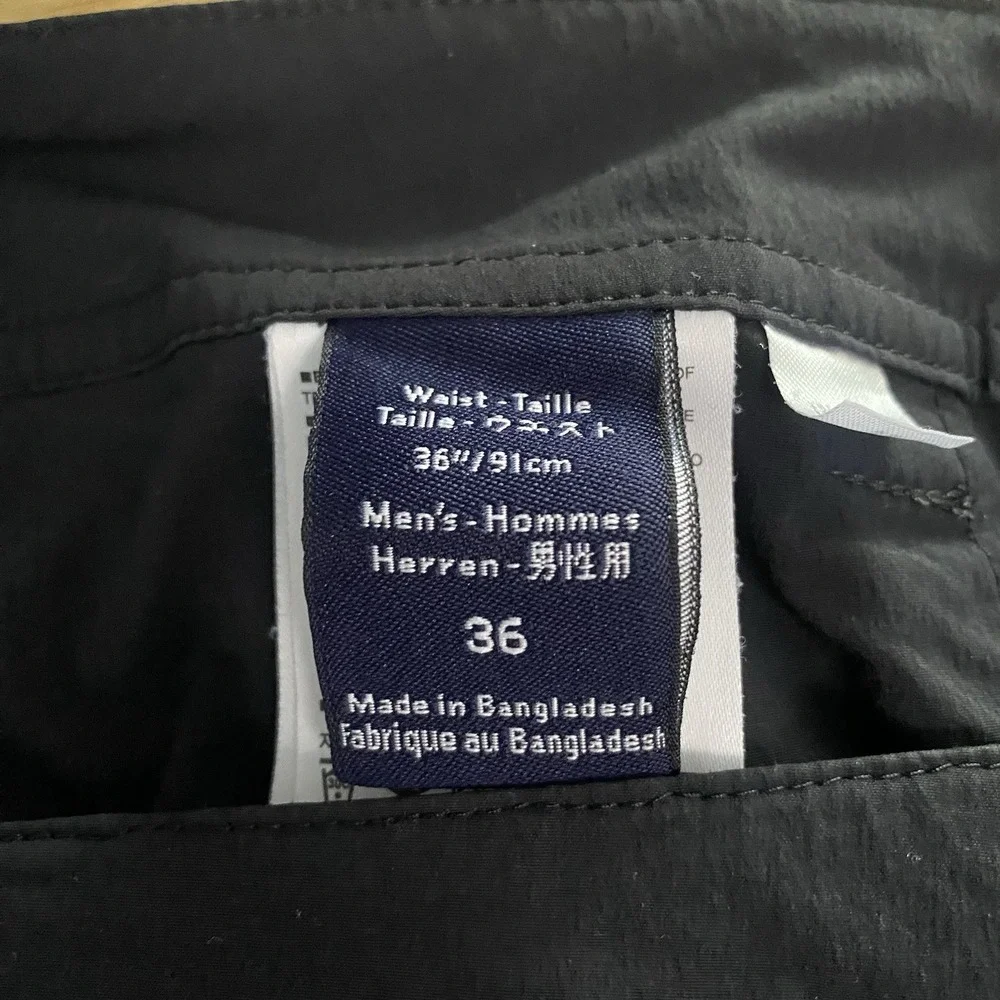 Waist - Taille
Taille - ウエスト
36"/91cm
Men's - Hommes
Herren - 男性用
36
Made in Bangladesh
Fabrique au Bangladesh
OF